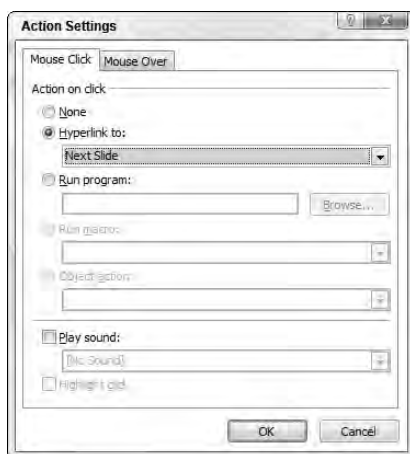 Action Settings
Mouse Click Mouse Over
Action on click
None
Hyperlink to:
Next Slide
Run program:
Browse...
Run macro:
Object action:
Play sound:
[No Sound]
Highlight click
OK Cancel